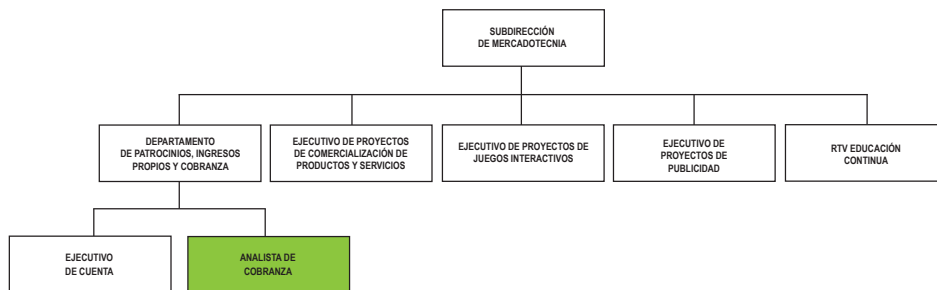 SUBDIRECCIÓN
DE MERCADOTECNIA
DEPARTAMENTO
DE PATROCINIOS, INGRESOS
PROPIOS Y COBRANZA
EJECUTIVO DE PROYECTOS
DE COMERCIALIZACIÓN DE
PRODUCTOS Y SERVICIOS
EJECUTIVO DE PROYECTOS DE
JUEGOS INTERACTIVOS
EJECUTIVO DE
PROYECTOS DE
PUBLICIDAD
RTV EDUCACIÓN
CONTINUA
EJECUTIVO
DE CUENTA
ANALISTA DE
COBRANZA